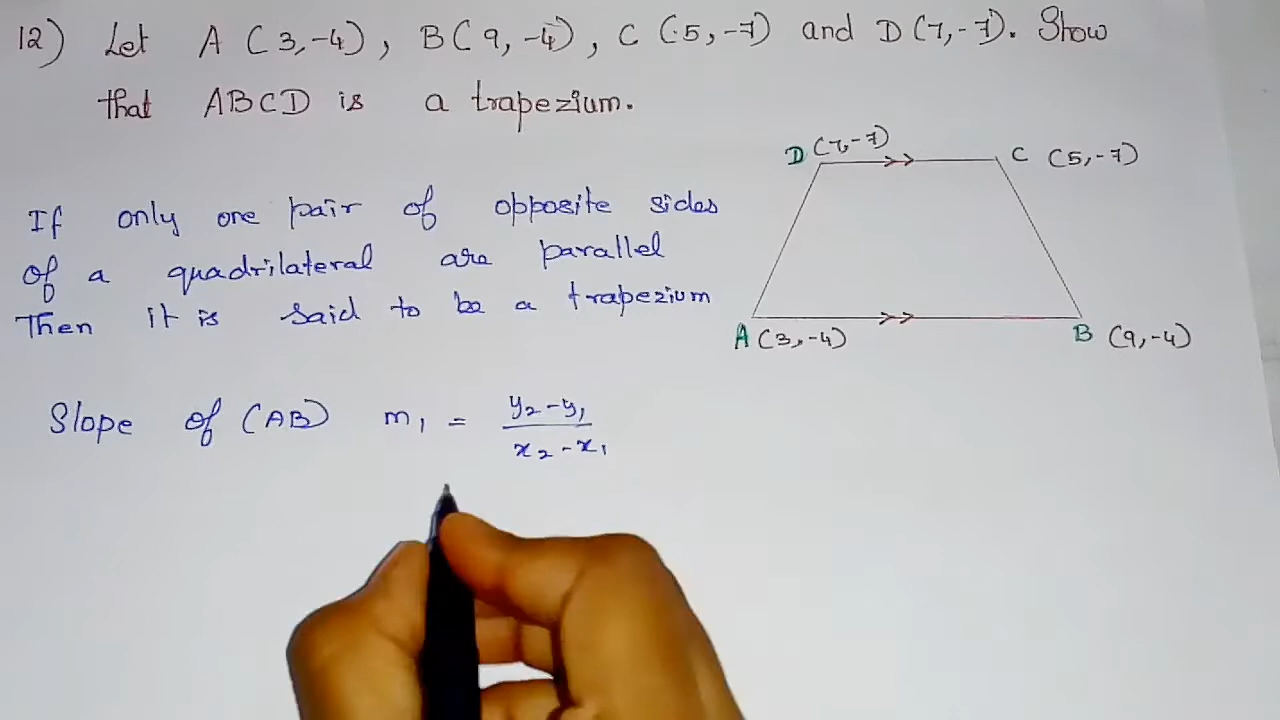 12) Let A (3,-4), B(9,-4), C (5,-7) and D(7,-7). Show
that ABCD is a trapezium.
D (7,-7)
C (5,-7)
If only one pair of opposite sides
of a quadrilateral are parallel
Then it is said to be a trapezium
A (3,-4)
B (9,-4)
Slope of (AB) m₁ = y₂-y₁
x₂-x₁